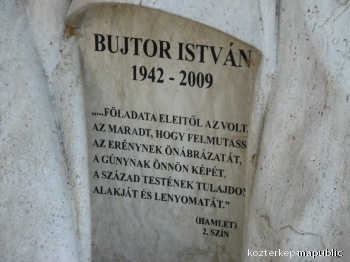 BUJTOR ISTVÁN
1942 - 2009
„....FÖLADATA ELEITŐL AZ VOLT,
AZ MARADT, HOGY FELMUTASS
AZ ERÉNYNEK ÖNÁBRÁZATÁT,
A GÚNYNAK ÖNNÖN KÉPÉT.
A SZÁZAD TESTÉNEK TULAJDO
ALAKJÁT ÉS LENYOMATÁT.”
(HAMLET)
2. SZÍN
kozterkep.mapublic